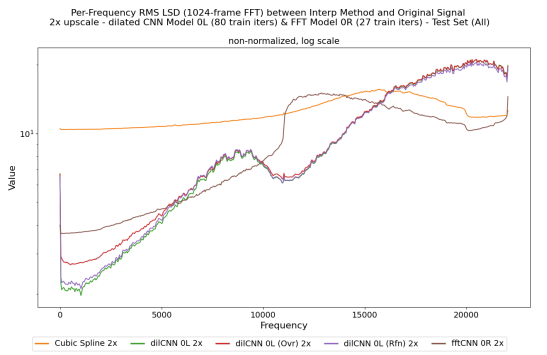 Per-Frequency RMS LSD (1024-frame FFT) between Interp Method and Original Signal
2x upscale - dilated CNN Model 0L (80 train iters) & FFT Model 0R (27 train iters) - Test Set (All)
non-normalized, log scale
10¹
Value
0 5000 10000 15000 20000
Frequency
Cubic Spline 2x dilCNN 0L 2x dilCNN 0L (Ovr) 2x dilCNN 0L (Rfn) 2x fftCNN 0R 2x